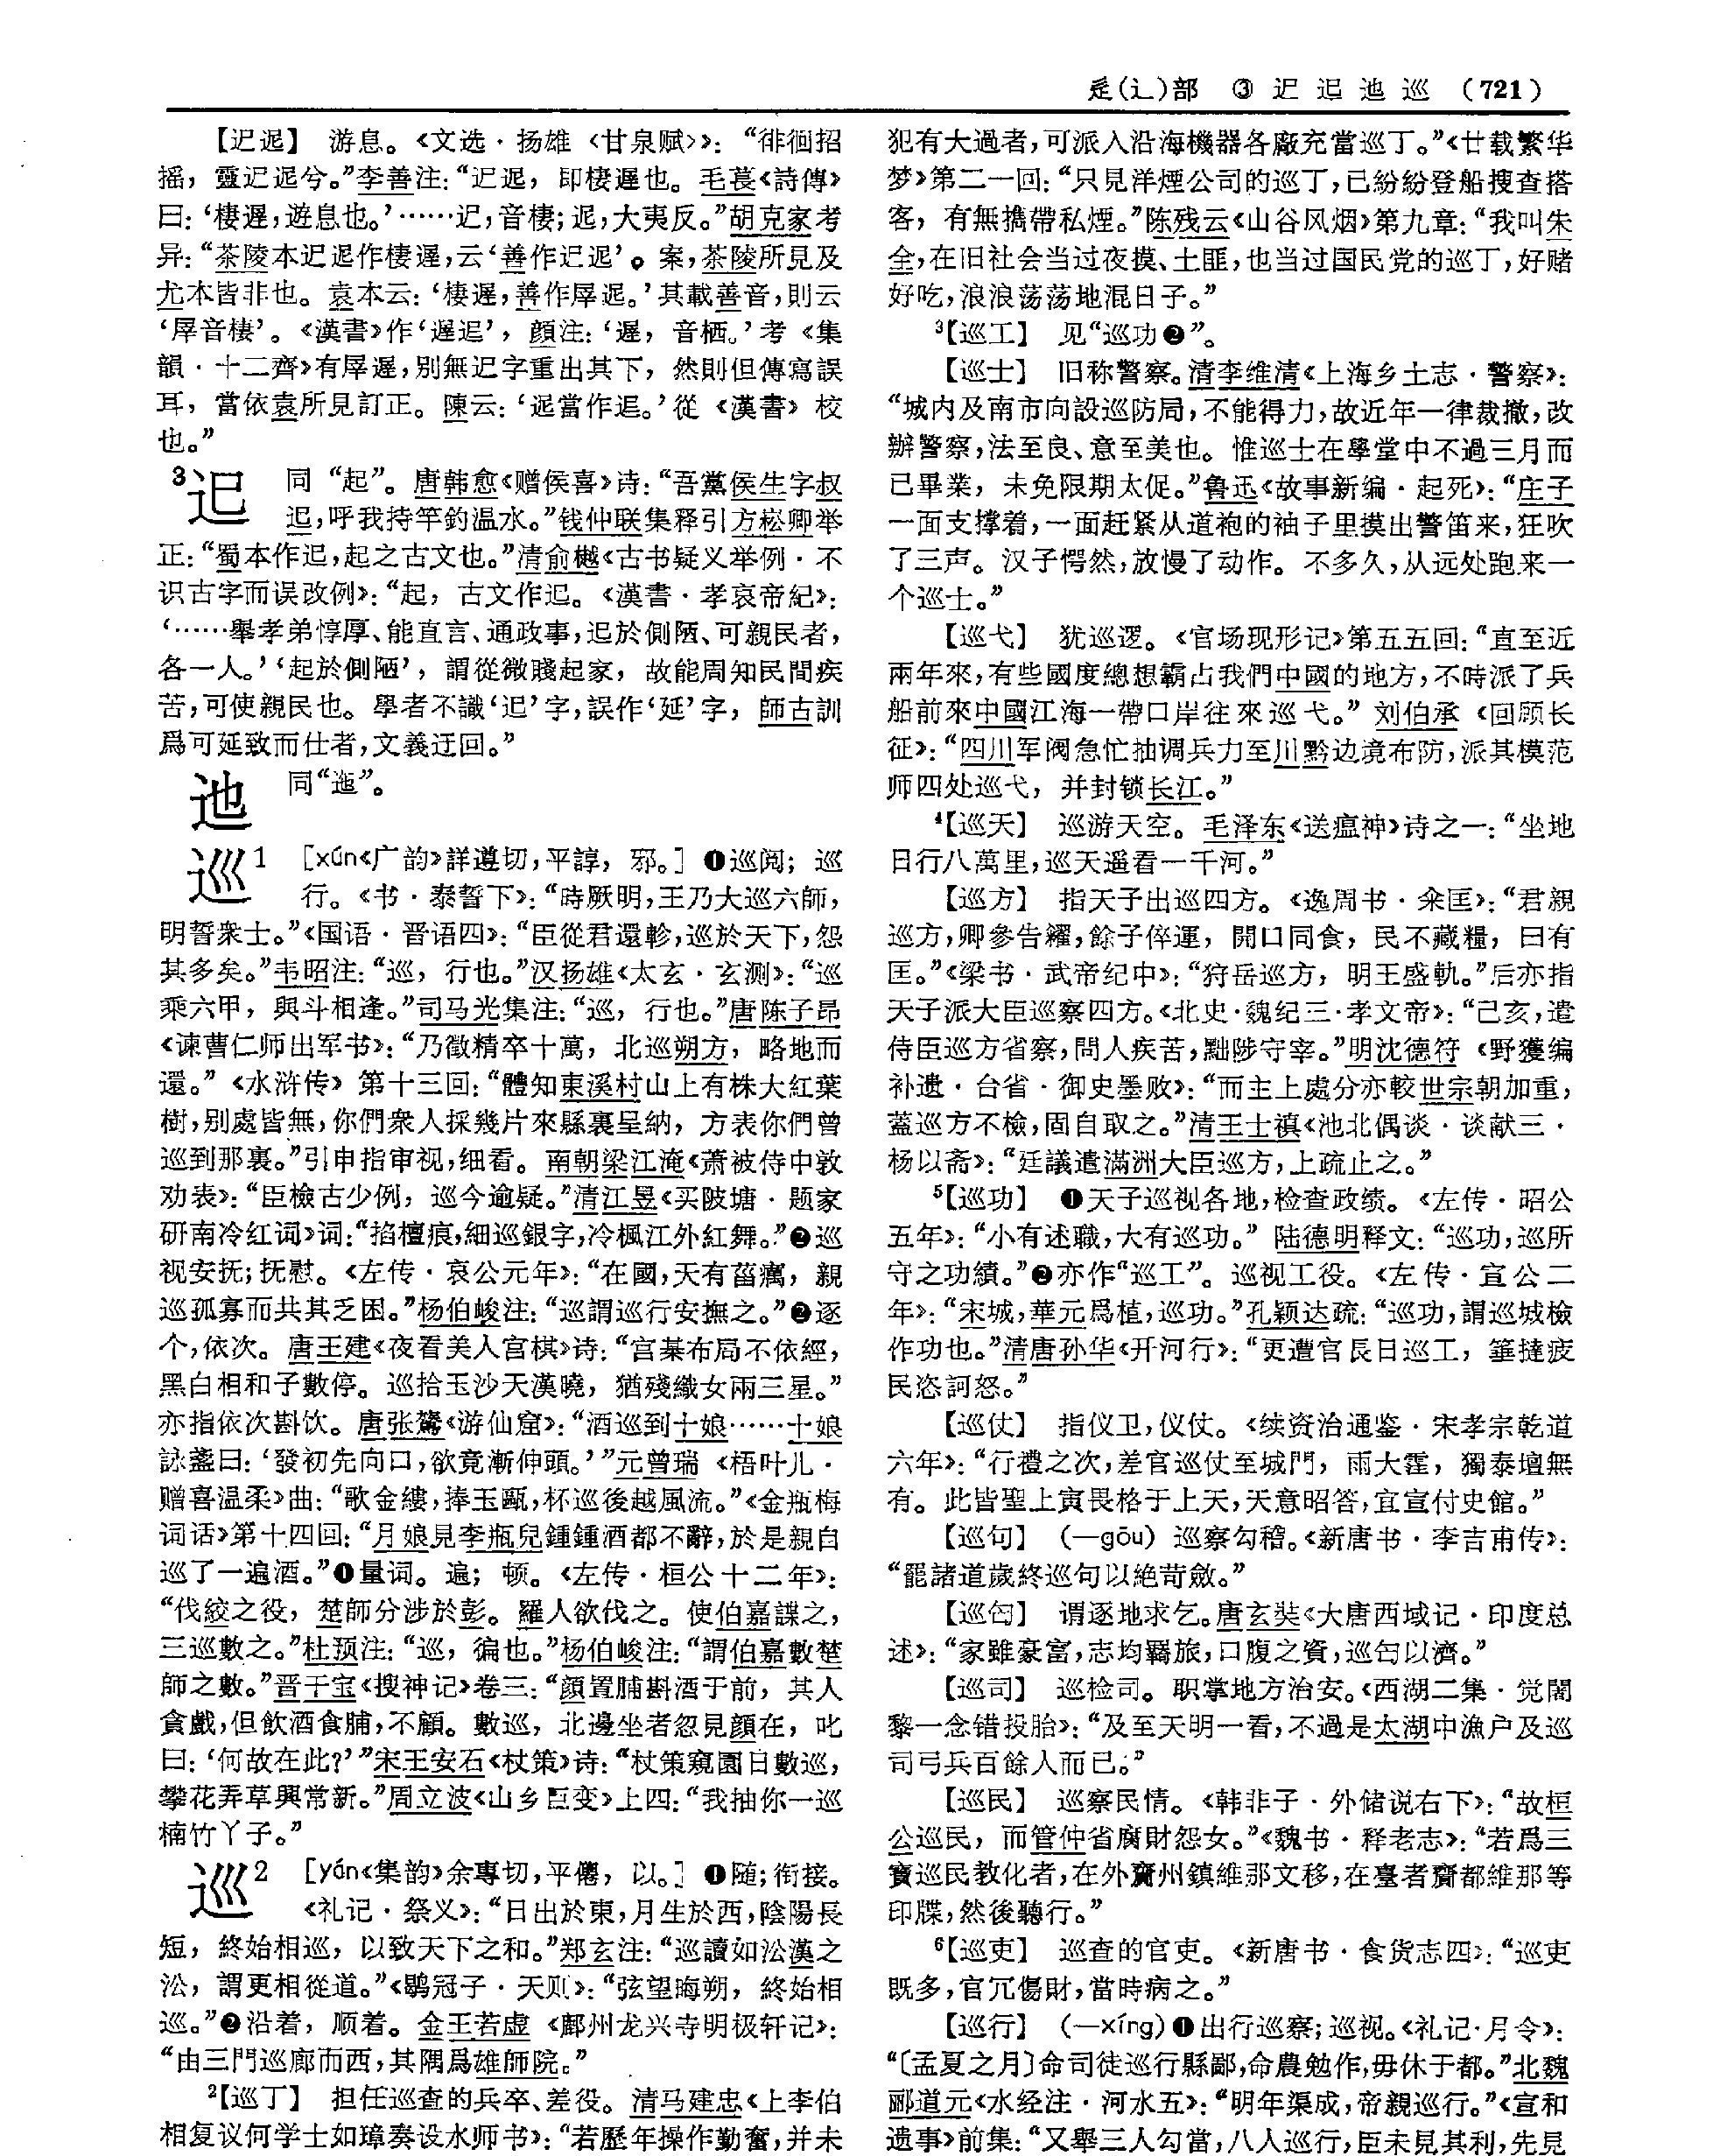 辵(辶)部 ③ 迉 𨑔 迆 巡 (721)
【迉迡】 游息。《文选·扬雄〈甘泉赋〉》：“徘徊招
摇，靈迉迡兮。”李善注：“迉迡，即棲遲也。毛萇《詩傳》
曰：‘棲遲，遊息也。’……迉，音棲；迡，大夷反。”胡克家考
异：“茶陵本迉迡作棲遲，云‘善作迉迡’。案，茶陵所見及
尤本皆非也。袁本云：‘棲遲，善作㞕迡。’其載善音，則云
‘㞕音棲’。《漢書》作‘遟迡’，顔注：‘遟，音栖。’考《集
韻·十二齊》有㞕遲，别無迉字重出其下，然則但傳寫誤
耳，當依袁所見訂正。陳云：‘迡當作迟。’從《漢書》校
也。”
3 𨑔 同“起”。唐韩愈《赠侯喜》诗：“吾黨侯生字叔
𨑔，呼我持竿釣温水。”钱仲联集释引方崧卿举
正：“蜀本作𨑔，起之古文也。”清俞樾《古书疑义举例·不
识古字而误改例》：“起，古文作𨑔。《漢書·孝哀帝紀》：
‘……舉孝弟惇厚、能直言、通政事，𨑔於側陋、可親民者，
各一人。’‘起於側陋’，謂從微賤起家，故能周知民間疾
苦，可使親民也。學者不識‘𨑔’字，誤作‘延’字，師古訓
爲可延致而仕者，文義迂回。”
迆 同“迤”。
巡1 [xún《广韵》詳遵切，平諄，邪。] ❶巡阅；巡
行。《书·泰誓下》：“時厥明，王乃大巡六師，
明誓衆士。”《国语·晋语四》：“臣從君還軫，巡於天下，怨
其多矣。”韦昭注：“巡，行也。”汉扬雄《太玄·玄测》：“巡
乘六甲，與斗相逢。”司马光集注：“巡，行也。”唐陈子昂
《谏曹仁师出军书》：“乃徵精卒十萬，北巡朔方，略地而
還。”《水浒传》第十三回：“體知東溪村山上有株大紅葉
樹，别處皆無，你們衆人採幾片來縣裏呈納，方表你們曾
巡到那裏。”引申指审视，细看。南朝梁江淹《萧被侍中敦
劝表》：“臣檢古少例，巡今逾疑。”清江昱《买陂塘·题家
研南冷红词》词：“掐檀痕，細巡銀字，冷楓江外紅舞。”❷巡
视安抚；抚慰。《左传·哀公元年》：“在國，天有菑癘，親
巡孤寡而共其乏困。”杨伯峻注：“巡謂巡行安撫之。”❷逐
个，依次。唐王建《夜看美人宫棋》诗：“宫棊布局不依經，
黑白相和子數停。巡拾玉沙天漢曉，猶殘織女兩三星。”
亦指依次斟饮。唐张鷟《游仙窟》：“酒巡到十娘……十娘
詠盞曰：‘發初先向口，欲竟漸伸頭。’”元曾瑞《梧叶儿·
赠喜温柔》曲：“歌金縷，捧玉甌，杯巡後越風流。”《金瓶梅
词话》第十四回：“月娘見李瓶兒鍾鍾酒都不辭，於是親自
巡了一遍酒。”❶量词。遍；顿。《左传·桓公十二年》：
“伐絞之役，楚師分涉於彭。羅人欲伐之。使伯嘉諜之，
三巡數之。”杜预注：“巡，徧也。”杨伯峻注：“謂伯嘉數楚
師之數。”晋干宝《搜神记》卷三：“顔置脯斟酒于前，其人
貪戲，但飲酒食脯，不顧。數巡，北邊坐者忽見顔在，叱
曰：‘何故在此？’”宋王安石《杖策》诗：“杖策窺園日數巡，
攀花弄草興常新。”周立波《山乡巨变》上四：“我抽你一巡
楠竹丫子。”
巡2 [yán《集韵》余專切，平僊，以。] ❶随；衔接。
《礼记·祭义》：“日出於東，月生於西，陰陽長
短，終始相巡，以致天下之和。”郑玄注：“巡讀如沿漢之
沿，謂更相從道。”《鹖冠子·天则》：“弦望晦朔，終始相
巡。”❷沿着，顺着。金王若虚《鄜州龙兴寺明极轩记》：
“由三門巡廊而西，其隅爲雄師院。”
2【巡丁】 担任巡查的兵卒、差役。清马建忠《上李伯
相复议何学士如璋奏设水师书》：“若歷年操作勤奮，并未
犯有大過者，可派入沿海機器各廠充當巡丁。”《廿载繁华
梦》第二一回：“只見洋煙公司的巡丁，已紛紛登船搜查搭
客，有無攜帶私煙。”陈残云《山谷风烟》第九章：“我叫朱
全，在旧社会当过夜摸、土匪，也当过国民党的巡丁，好赌
好吃，浪浪荡荡地混日子。”
3【巡工】 见“巡功❷”。
【巡士】 旧称警察。清李维清《上海乡土志·警察》：
“城内及南市向設巡防局，不能得力，故近年一律裁撤，改
辦警察，法至良、意至美也。惟巡士在學堂中不過三月而
已畢業，未免限期太促。”鲁迅《故事新编·起死》：“庄子
一面支撑着，一面赶紧从道袍的袖子里摸出警笛来，狂吹
了三声。汉子愕然，放慢了动作。不多久，从远处跑来一
个巡士。”
【巡弋】 犹巡逻。《官场现形记》第五五回：“直至近
兩年來，有些國度總想霸占我們中國的地方，不時派了兵
船前來中國江海一帶口岸往來巡弋。”刘伯承《回顾长
征》：“四川军阀急忙抽调兵力至川黔边境布防，派其模范
师四处巡弋，并封锁长江。”
4【巡天】 巡游天空。毛泽东《送瘟神》诗之一：“坐地
日行八萬里，巡天遥看一千河。”
【巡方】 指天子出巡四方。《逸周书·籴匡》：“君親
巡方，卿參告糴，餘子倅運，開口同食，民不藏糧，曰有
匡。”《梁书·武帝纪中》：“狩岳巡方，明王盛軌。”后亦指
天子派大臣巡察四方。《北史·魏纪三·孝文帝》：“己亥，遣
侍臣巡方省察，問人疾苦，黜陟守宰。”明沈德符《野獲编
补遗·台省·御史墨败》：“而主上處分亦較世宗朝加重，
蓋巡方不檢，固自取之。”清王士禛《池北偶谈·谈献三·
杨以斋》：“廷議遣滿洲大臣巡方，上疏止之。”
5【巡功】 ❶天子巡视各地，检查政绩。《左传·昭公
五年》：“小有述職，大有巡功。”陆德明释文：“巡功，巡所
守之功績。”❷亦作“巡工”。巡视工役。《左传·宣公二
年》：“宋城，華元爲植，巡功。”孔颖达疏：“巡功，謂巡城檢
作功也。”清唐孙华《开河行》：“更遭官長日巡工，箠撻疲
民恣訶怒。”
【巡仗】 指仪卫，仪仗。《续资治通鉴·宋孝宗乾道
六年》：“行禮之次，差官巡仗至城門，雨大霔，獨泰壇無
有。此皆聖上寅畏格于上天，天意昭答，宜宣付史館。”
【巡句】 （—gōu）巡察勾稽。《新唐书·李吉甫传》：
“罷諸道歲終巡句以絶苛斂。”
【巡匄】 谓逐地求乞。唐玄奘《大唐西域记·印度总
述》：“家雖豪富，志均羇旅，口腹之資，巡匄以濟。”
【巡司】 巡检司。职掌地方治安。《西湖二集·觉阇
黎一念错投胎》：“及至天明一看，不過是太湖中漁户及巡
司弓兵百餘人而已。”
【巡民】 巡察民情。《韩非子·外储说右下》：“故桓
公巡民，而管仲省腐財怨女。”《魏书·释老志》：“若爲三
寳巡民教化者，在外齎州鎮維那文移，在臺者齎都維那等
印牒，然後聽行。”
6【巡吏】 巡查的官吏。《新唐书·食货志四》：“巡吏
既多，官冗傷財，當時病之。”
【巡行】 （—xíng）❶出行巡察；巡视。《礼记·月令》：
“〔孟夏之月〕命司徒巡行縣鄙，命農勉作，毋休于都。”北魏
郦道元《水经注·河水五》：“明年渠成，帝親巡行。”《宣和
遗事》前集：“又舉三人勾當，八人巡行，臣未見其利，先見